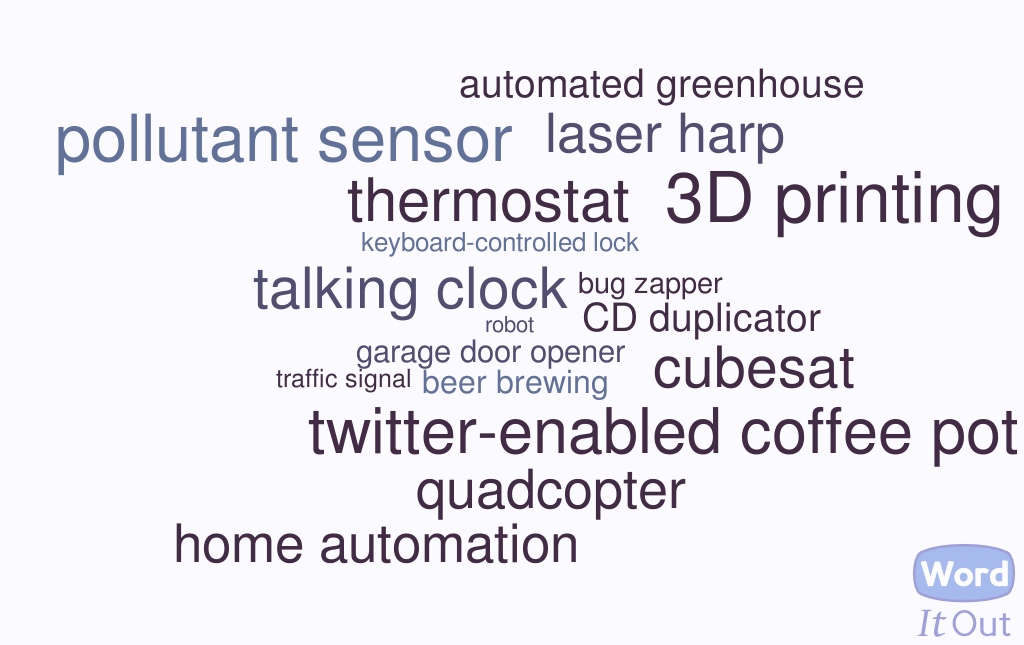 automated greenhouse
pollutant sensor laser harp
thermostat 3D printing
keyboard-controlled lock
talking clock bug zapper
robot CD duplicator
garage door opener
traffic signal beer brewing cubesat
twitter-enabled coffee pot
quadcopter
home automation
Word
It Out